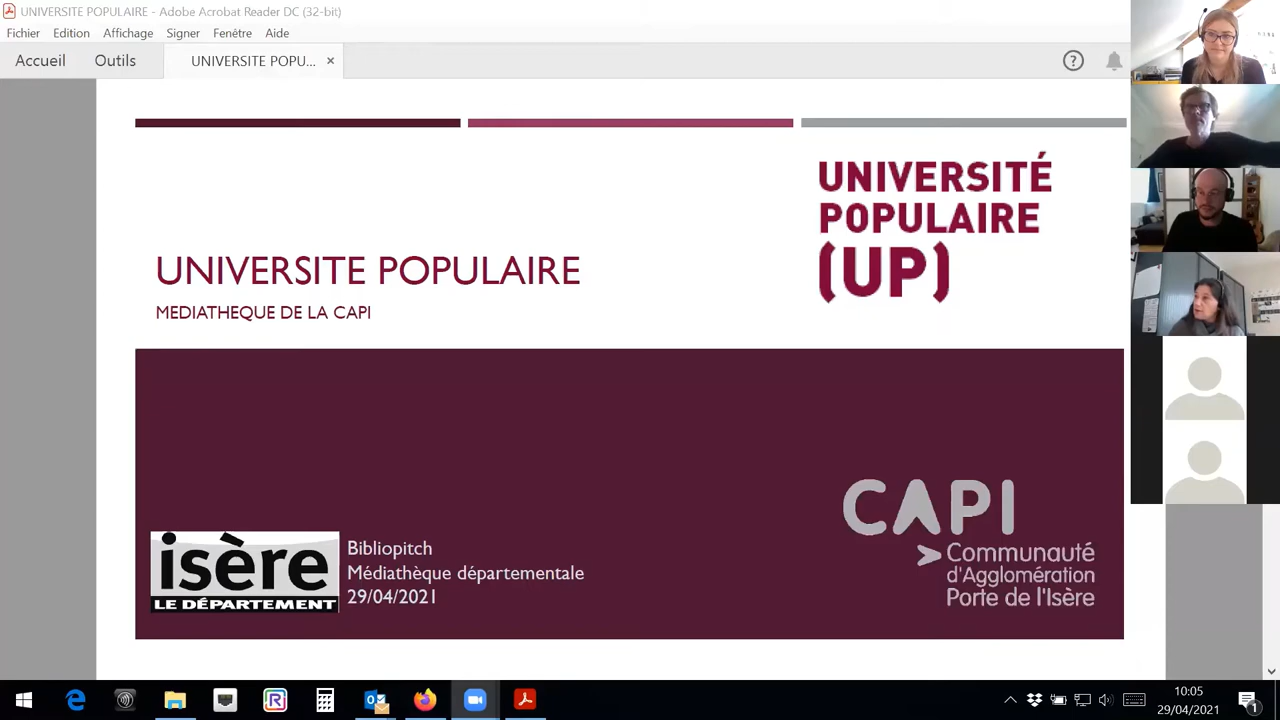 UNIVERSITE POPULAIRE - Adobe Acrobat Reader DC (32-bit)
Fichier Edition Affichage Signer Fenêtre Aide
Accueil Outils UNIVERSITE POPU... ×
UNIVERSITÉ
POPULAIRE
(UP)
UNIVERSITE POPULAIRE
MEDIATHEQUE DE LA CAPI
isère
LE DÉPARTEMENT
Bibliopitch
Médiathèque départementale
29/04/2021
CAPI
Communauté
d'Agglomération
Porte de l'Isère
10:05
29/04/2021
1